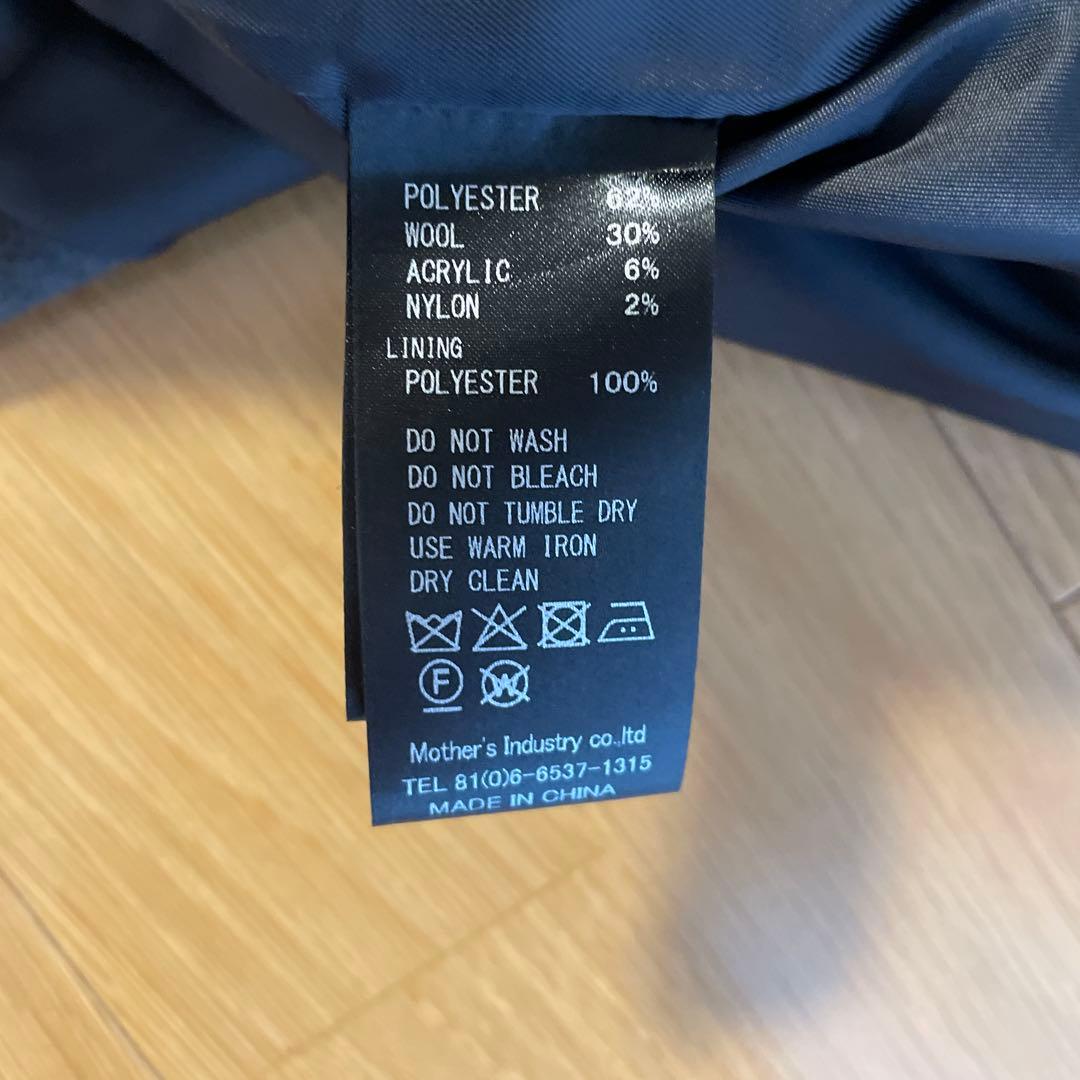 POLYESTER 62%
WOOL 30%
ACRYLIC 6%
NYLON 2%
LINING
POLYESTER 100%
DO NOT WASH
DO NOT BLEACH
DO NOT TUMBLE DRY
USE WARM IRON
DRY CLEAN
F W
Mother's Industry co.,ltd
TEL 81(0)6-6537-1315
MADE IN CHINA